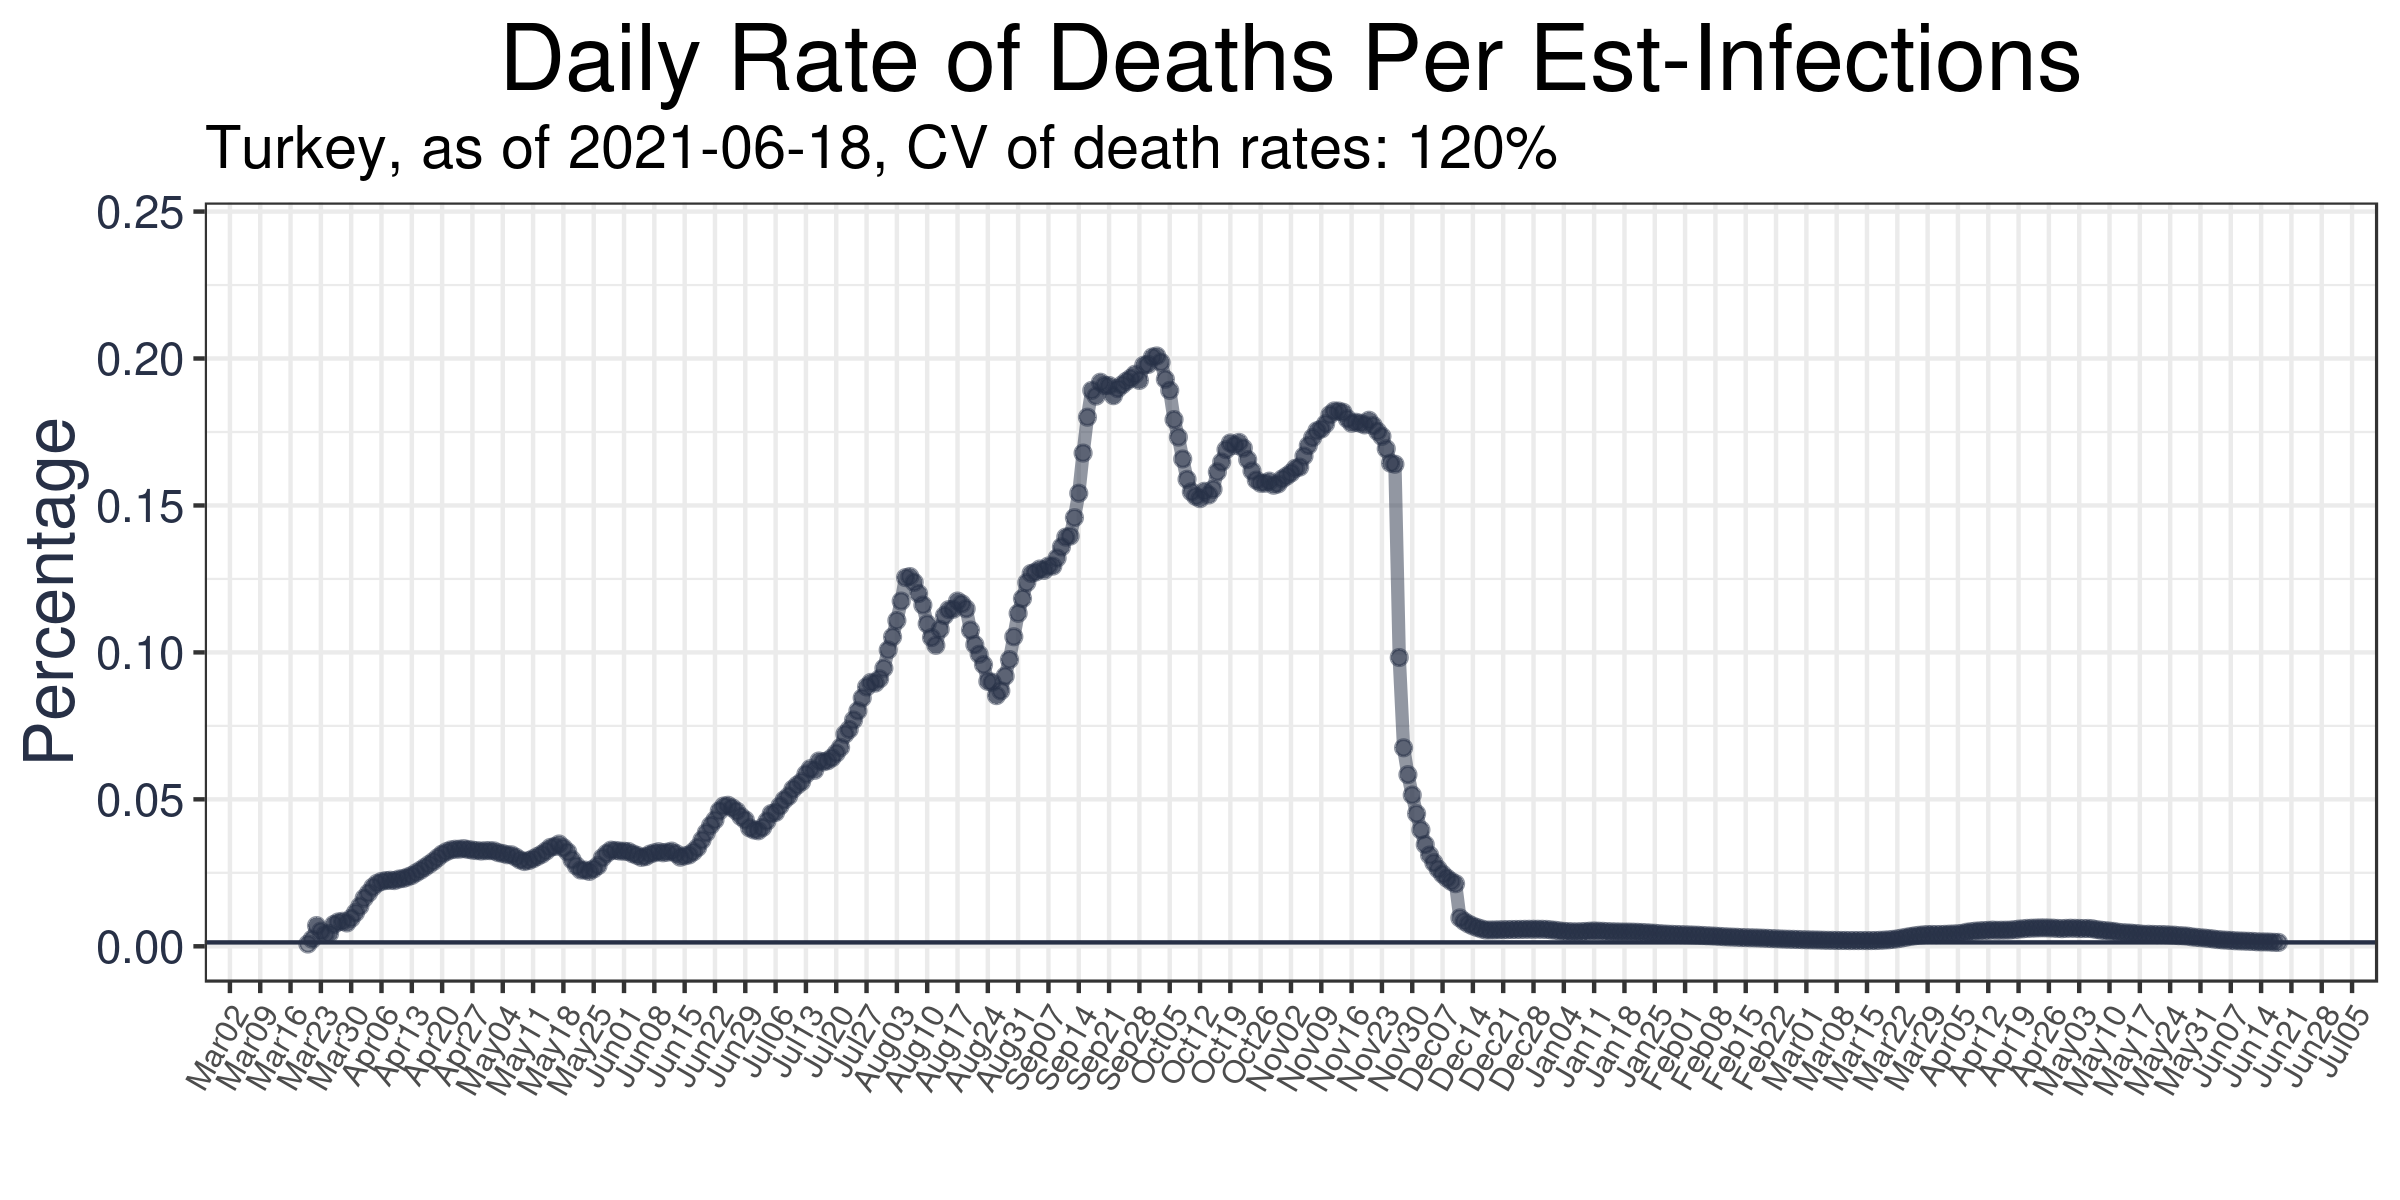 Daily Rate of Deaths Per Est-Infections
Turkey, as of 2021-06-18, CV of death rates: 120%
Percentage
0.25
0.20
0.15
0.10
0.05
0.00
Mar02
Mar09
Mar16
Mar23
Mar30
Apr06
Apr13
Apr20
Apr27
May04
May11
May18
May25
Jun01
Jun08
Jun15
Jun22
Jun29
Jul06
Jul13
Jul20
Jul27
Aug03
Aug10
Aug17
Aug24
Aug31
Sep07
Sep14
Sep21
Sep28
Oct05
Oct12
Oct19
Oct26
Nov02
Nov09
Nov16
Nov23
Nov30
Dec07
Dec14
Dec21
Dec28
Jan04
Jan11
Jan18
Jan25
Feb01
Feb08
Feb15
Feb22
Mar01
Mar08
Mar15
Mar22
Mar29
Apr05
Apr12
Apr19
Apr26
May03
May10
May17
May24
May31
Jun07
Jun14
Jun21
Jun28
Jul05